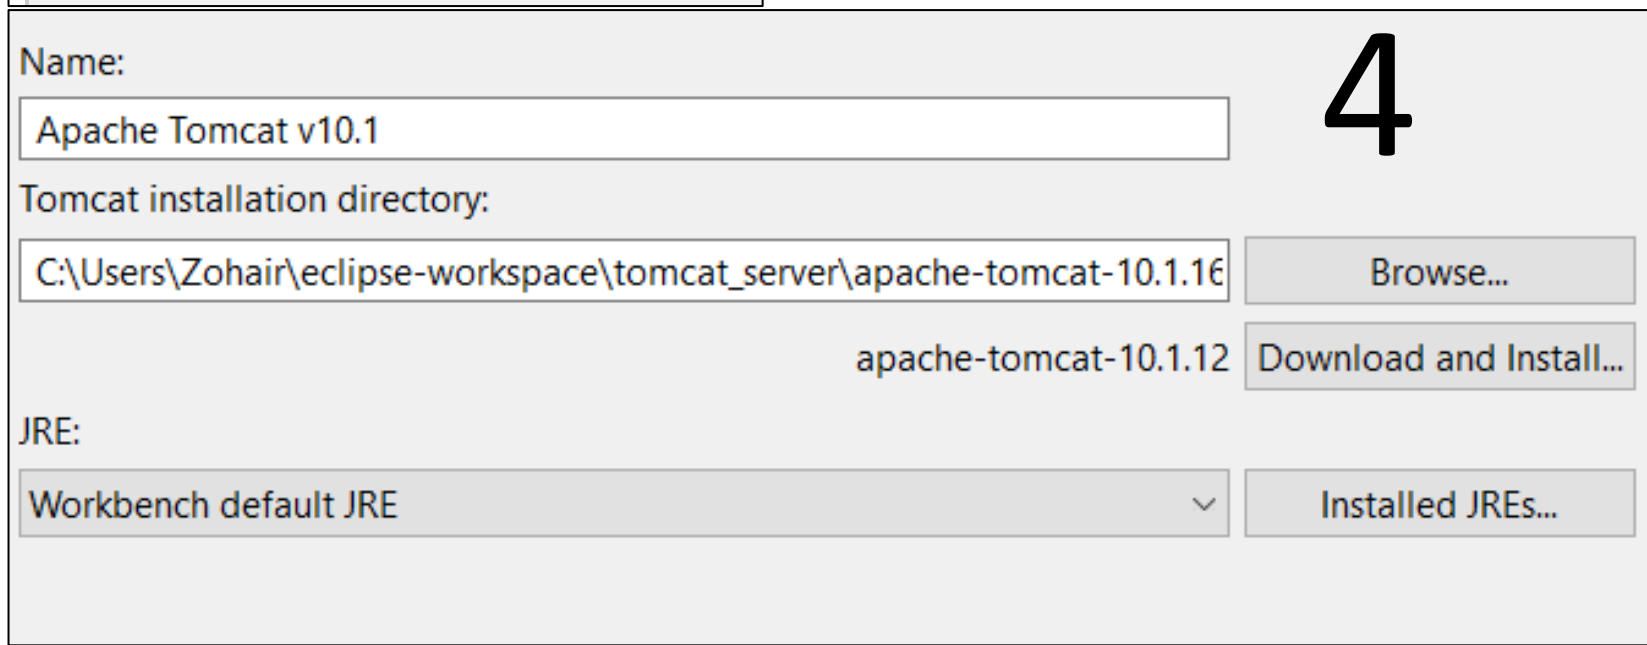 4
Name:
Apache Tomcat v10.1
Tomcat installation directory:
C:\Users\Zohair\eclipse-workspace\tomcat_server\apache-tomcat-10.1.16
Browse...
apache-tomcat-10.1.12
Download and Install...
JRE:
Workbench default JRE
Installed JREs...